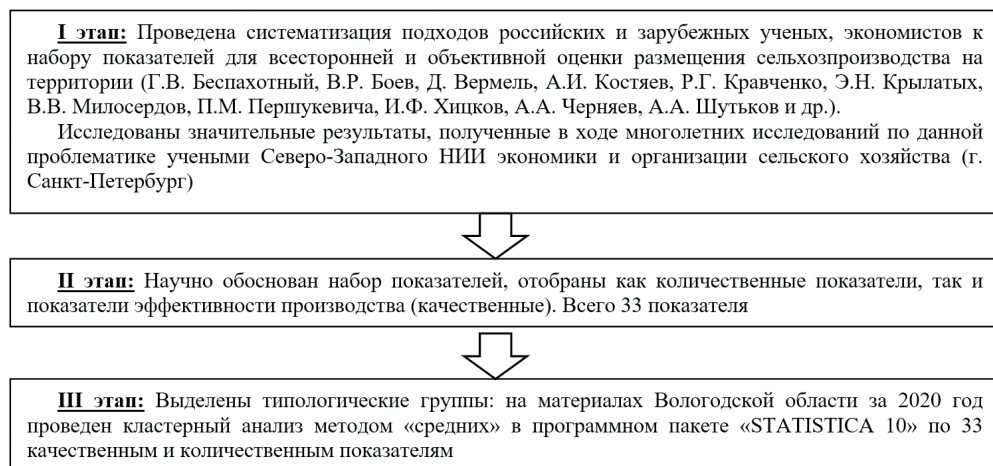 I этап: Проведена систематизация подходов российских и зарубежных ученых, экономистов к
набору показателей для всесторонней и объективной оценки размещения сельхозпроизводства на
территории (Г.В. Беспахотный, В.Р. Боев, Д. Вермель, А.И. Костяев, Р.Г. Кравченко, Э.Н. Крылатых,
В.В. Милосердов, П.М. Першукевича, И.Ф. Хицков, А.А. Черняев, А.А. Шутьков и др.).
Исследованы значительные результаты, полученные в ходе многолетних исследований по данной
проблематике учеными Северо-Западного НИИ экономики и организации сельского хозяйства (г.
Санкт-Петербург)
II этап: Научно обоснован набор показателей, отобраны как количественные показатели, так и
показатели эффективности производства (качественные). Всего 33 показателя
III этап: Выделены типологические группы: на материалах Вологодской области за 2020 год
проведен кластерный анализ методом «средних» в программном пакете «STATISTICA 10» по 33
качественным и количественным показателям